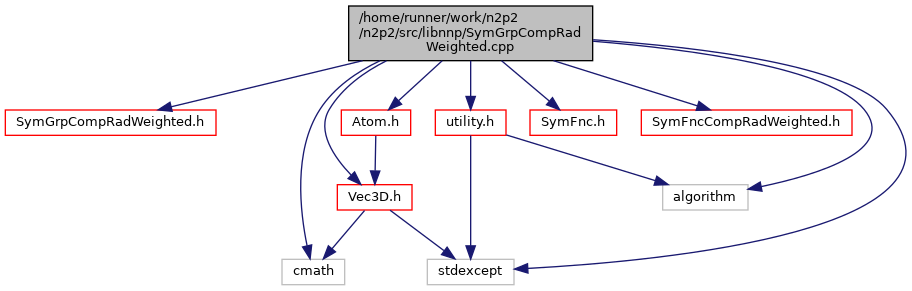 /home/runner/work/n2p2
/n2p2/src/libnnp/SymGrpCompRad
Weighted.cpp
SymGrpCompRadWeighted.h
Atom.h
utility.h
SymFnc.h
SymFncCompRadWeighted.h
Vec3D.h
algorithm
cmath
stdexcept